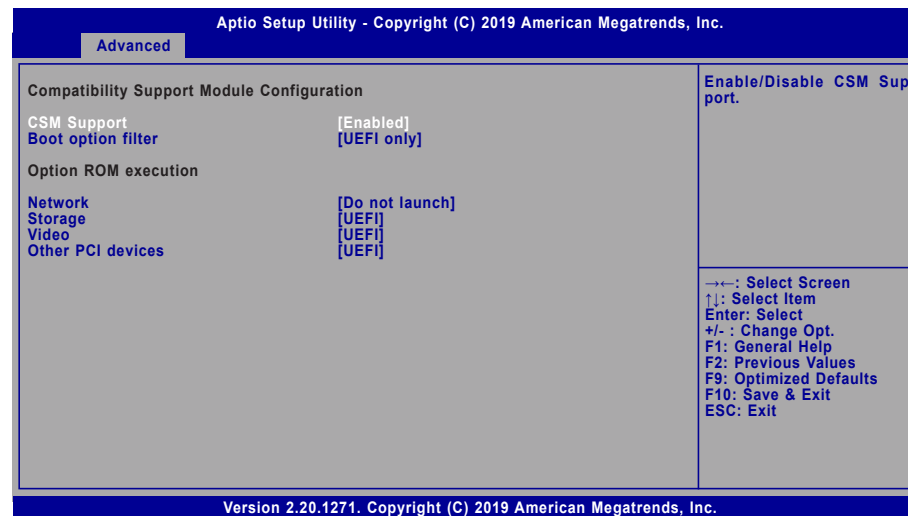 Aptio Setup Utility - Copyright (C) 2019 American Megatrends, Inc.
Advanced
Compatibility Support Module Configuration
CSM Support [Enabled]
Boot option filter [UEFI only]
Option ROM execution
Network [Do not launch]
Storage [UEFI]
Video [UEFI]
Other PCI devices [UEFI]
Enable/Disable CSM Sup
port.
→←: Select Screen
↑↓: Select Item
Enter: Select
+/- : Change Opt.
F1: General Help
F2: Previous Values
F9: Optimized Defaults
F10: Save & Exit
ESC: Exit
Version 2.20.1271. Copyright (C) 2019 American Megatrends, Inc.